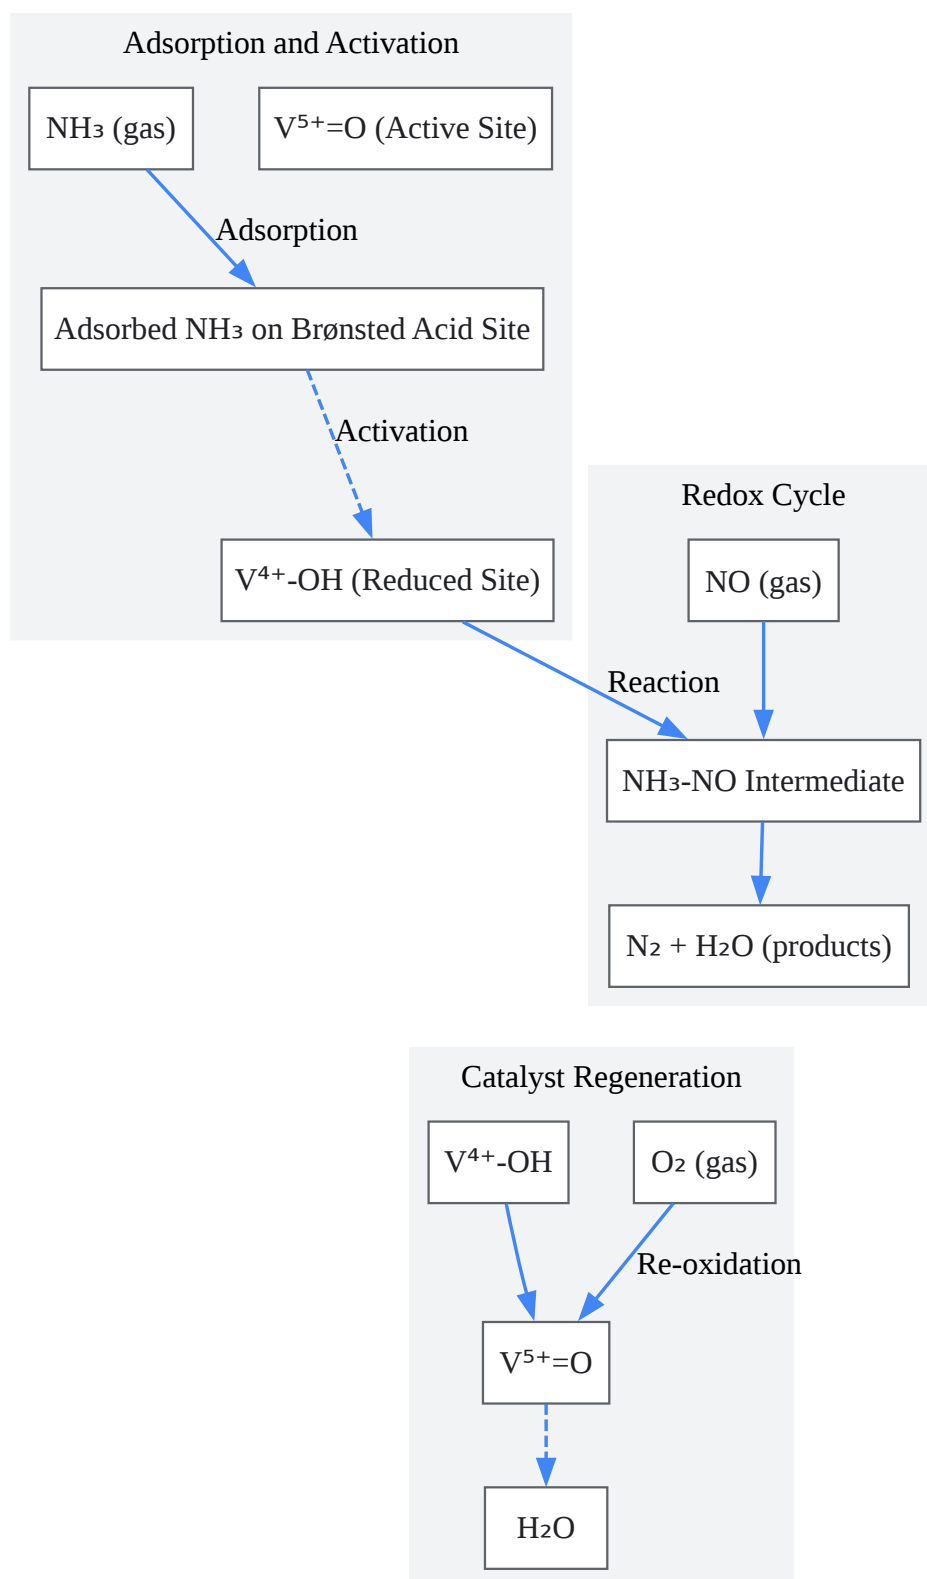 Adsorption and Activation
NH₃ (gas)
V⁵⁺=O (Active Site)
Adsorption
Adsorbed NH₃ on Brønsted Acid Site
Activation
V⁴⁺-OH (Reduced Site)
Redox Cycle
NO (gas)
Reaction
NH₃-NO Intermediate
N₂ + H₂O (products)
Catalyst Regeneration
V⁴⁺-OH
O₂ (gas)
Re-oxidation
V⁵⁺=O
H₂O